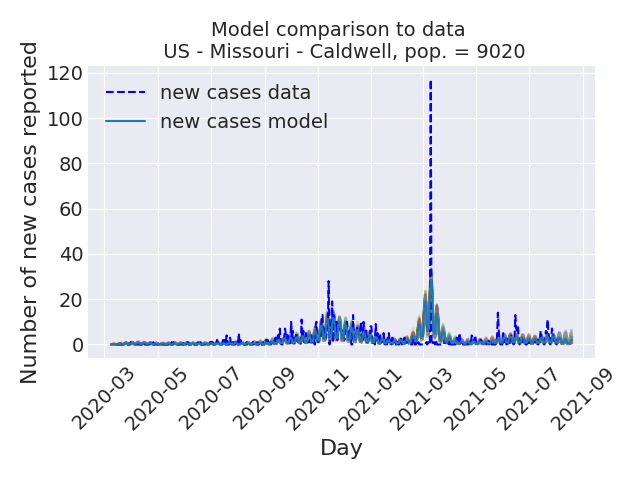 Model comparison to data
US - Missouri - Caldwell, pop. = 9020
Number of new cases reported
120
100
80
60
40
20
0
new cases data
new cases model
2020-03
2020-05
2020-07
2020-09
2020-11
2021-01
2021-03
2021-05
2021-07
2021-09
Day